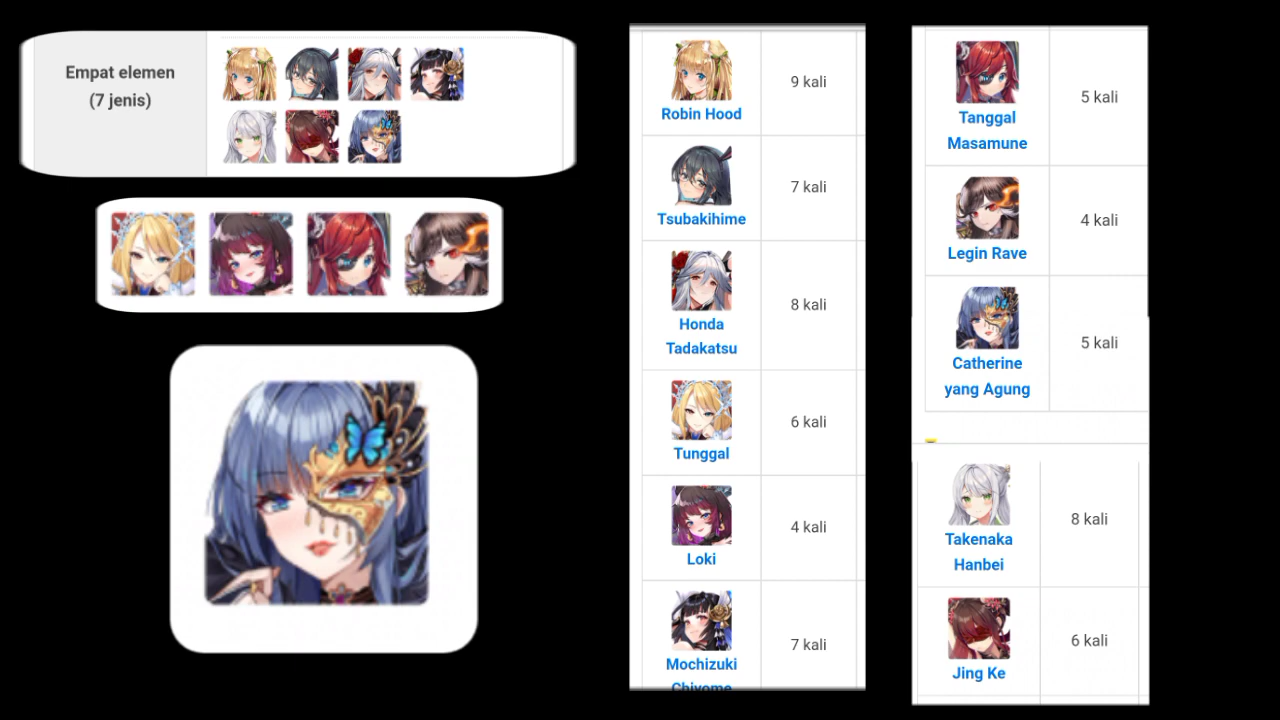 Empat elemen
(7 jenis)
Robin Hood
9 kali
Tsubakihime
7 kali
Honda
Tadakatsu
8 kali
Tunggal
6 kali
Loki
4 kali
Mochizuki
Chiyome
7 kali
Tanggal
Masamune
5 kali
Legin Rave
4 kali
Catherine
yang Agung
5 kali
Takenaka
Hanbei
8 kali
Jing Ke
6 kali